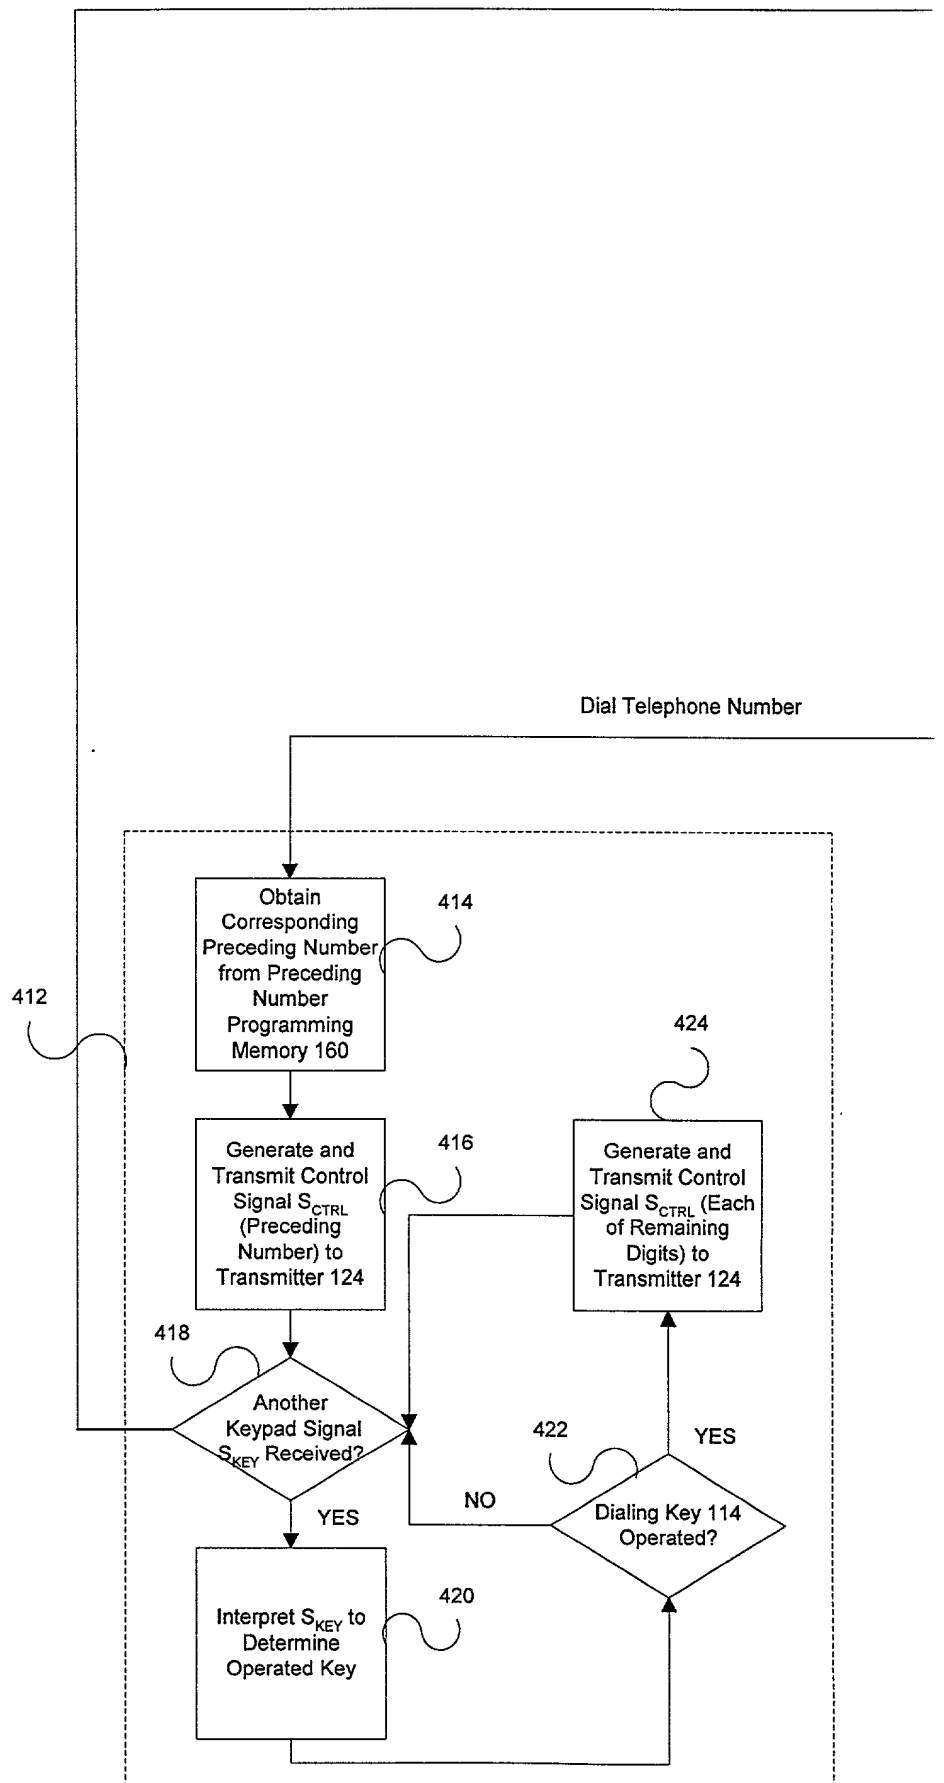 Dial Telephone Number
412
Obtain
Corresponding
Preceding Number
from Preceding
Number
Programming
Memory 160
414
424
Generate and
Transmit Control
Signal SCTRL
(Preceding
Number) to
Transmitter 124
416
Generate and
Transmit Control
Signal SCTRL (Each
of Remaining
Digits) to
Transmitter 124
418
Another
Keypad Signal
SKEY Received?
YES
422
YES
NO
Dialing Key 114
Operated?
Interpret SKEY to
Determine
Operated Key
420